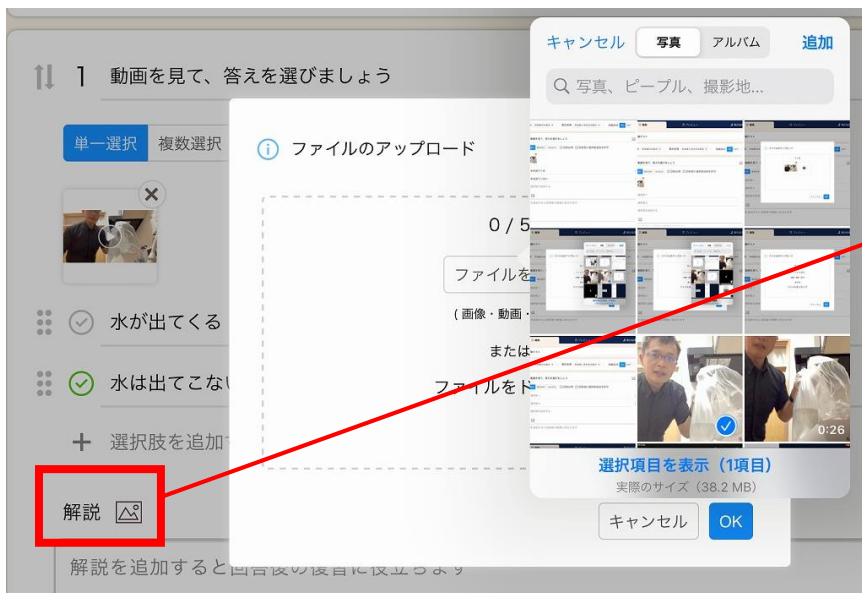 キャンセル 写真 アルバム 追加
写真、ピープル、撮影地...
1 動画を見て、答えを選びましょう
単一選択 複数選択
ファイルのアップロード
0 / 5
ファイルを
( 画像・動画・
または
ファイルをド
水が出てくる
水は出てこない
選択肢を追加
0:26
選択項目を表示（1項目）
実際のサイズ（38.2 MB）
解説
キャンセル OK
解説を追加すると回答後の復習に役立ちます